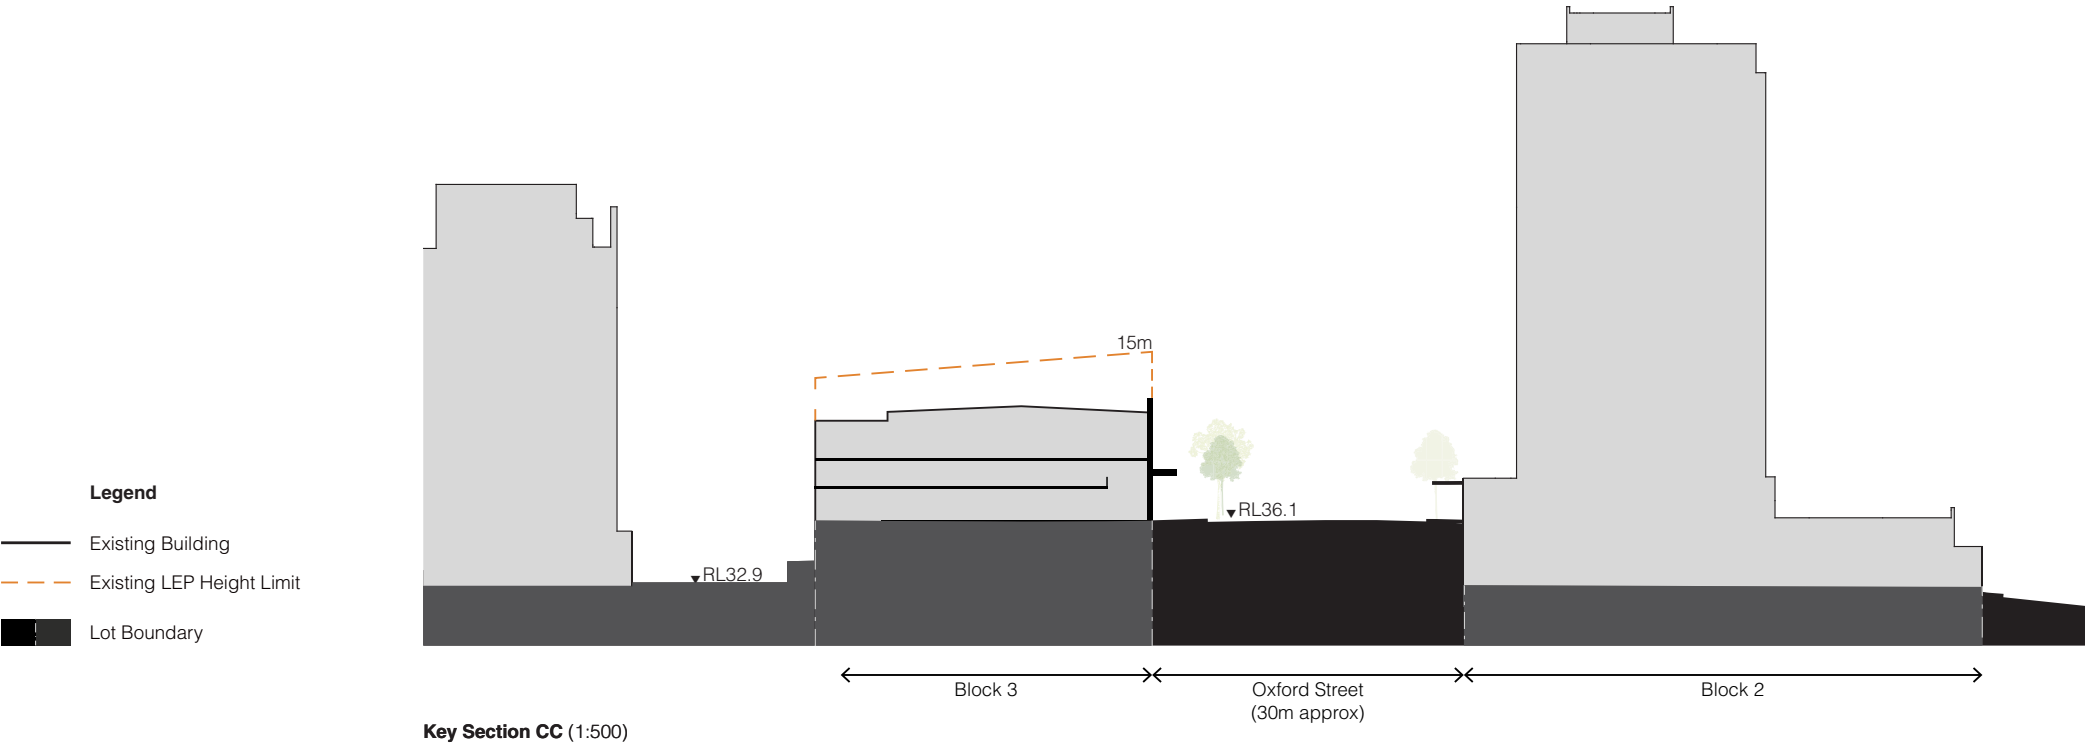 15m
RL36.1
RL32.9
Legend
Existing Building
Existing LEP Height Limit
Lot Boundary
Block 3
Oxford Street
(30m approx)
Block 2
Key Section CC (1:500)